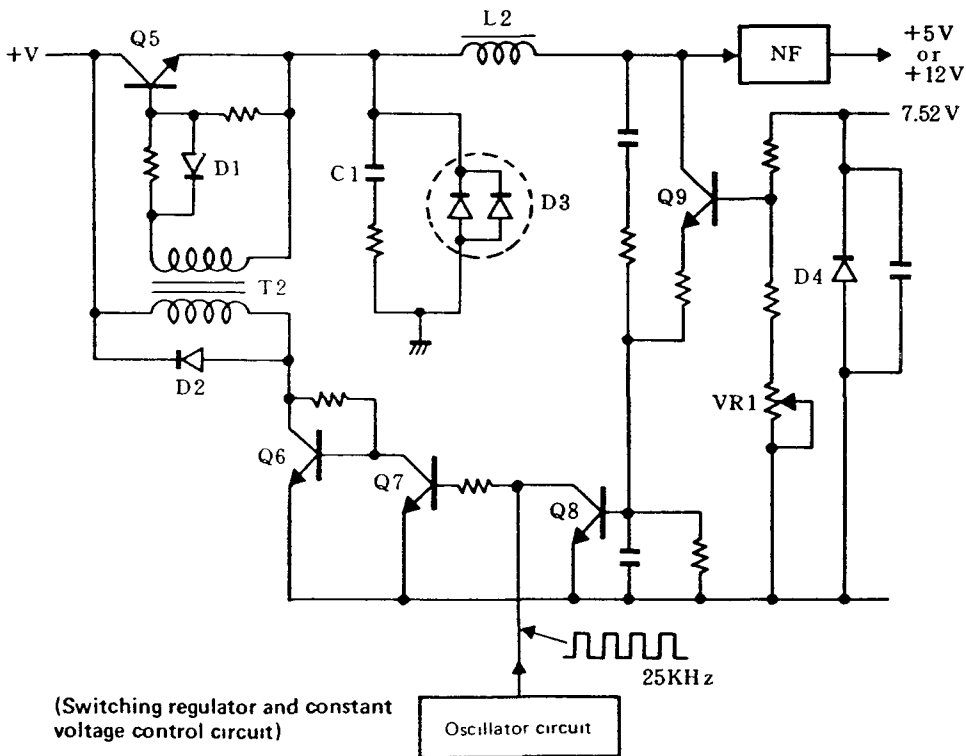 L2
Q5
+V
NF
+5V
or
+12V
7.52V
D1
C1
D3
Q9
T2
D4
D2
VR1
Q6
Q7
Q8
25KHz
(Switching regulator and constant
voltage control circuit)
Oscillator circuit